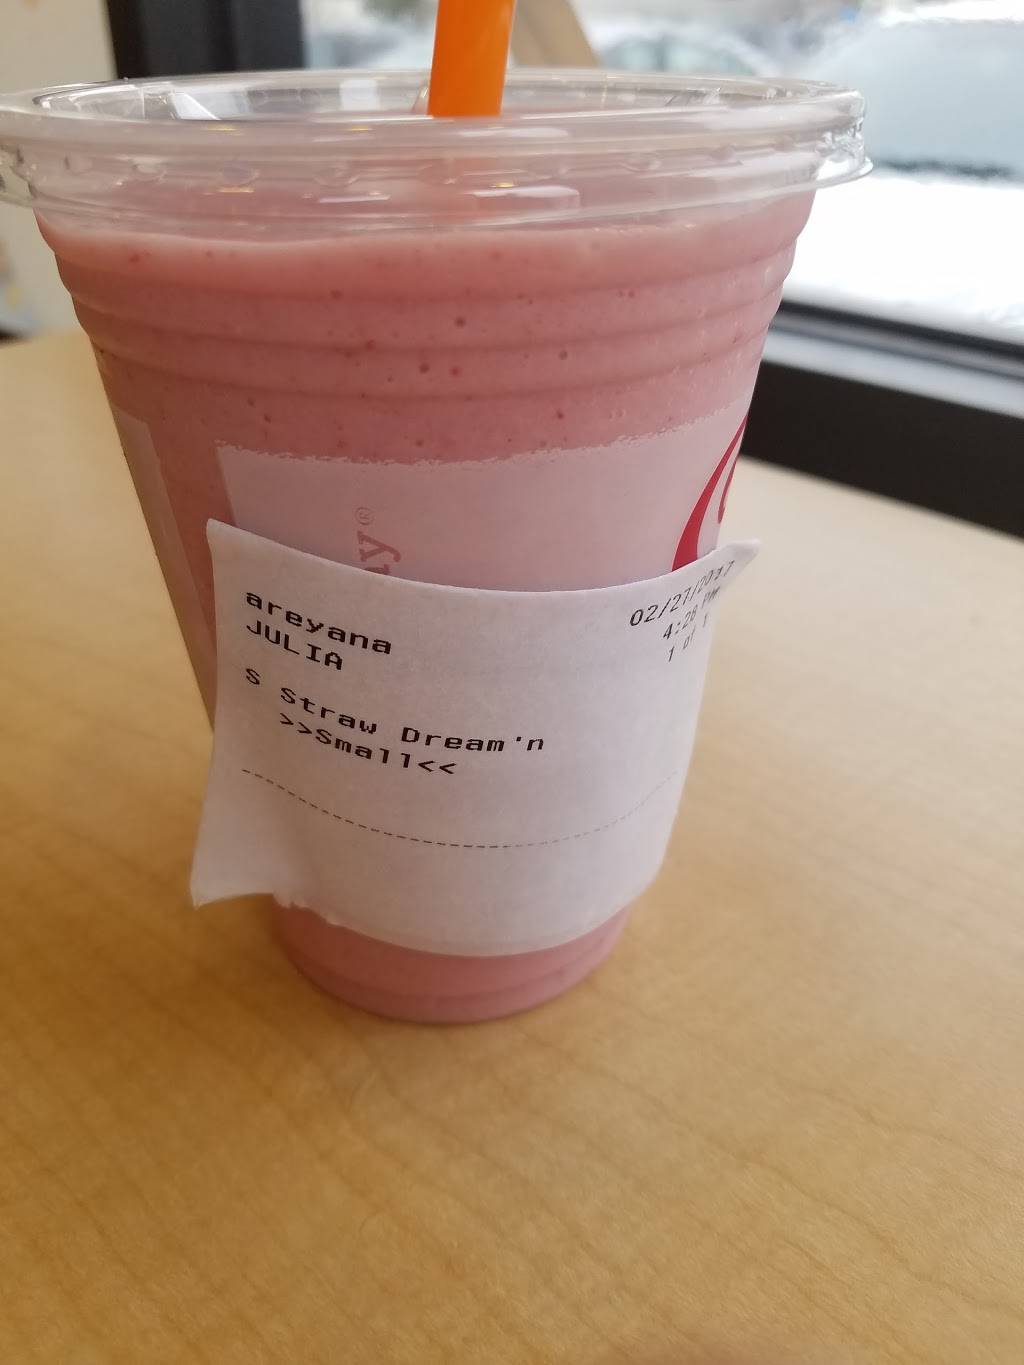 areyana
JULIA
02/27/2017
4:28 PM
1 of 1
S Straw Dream'n
>>Small<<